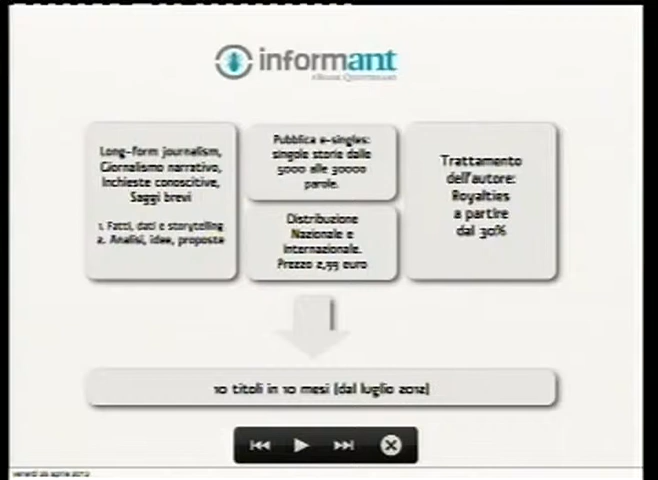 informant
Long-form journalism,
Giornalismo narrativo,
Inchieste conoscitive,
Saggi brevi
1. Fatti, dati e storytelling
2. Analisi, idee, proposte
Pubblica e-singles:
singole storie dalle
5000 alle 30000
parole.
Distribuzione
Nazionale e
Internazionale.
Prezzo 2,99 euro
Trattamento
dell'autore:
Royalties
a partire
dal 30%
10 titoli in 10 mesi (dal luglio 2012)